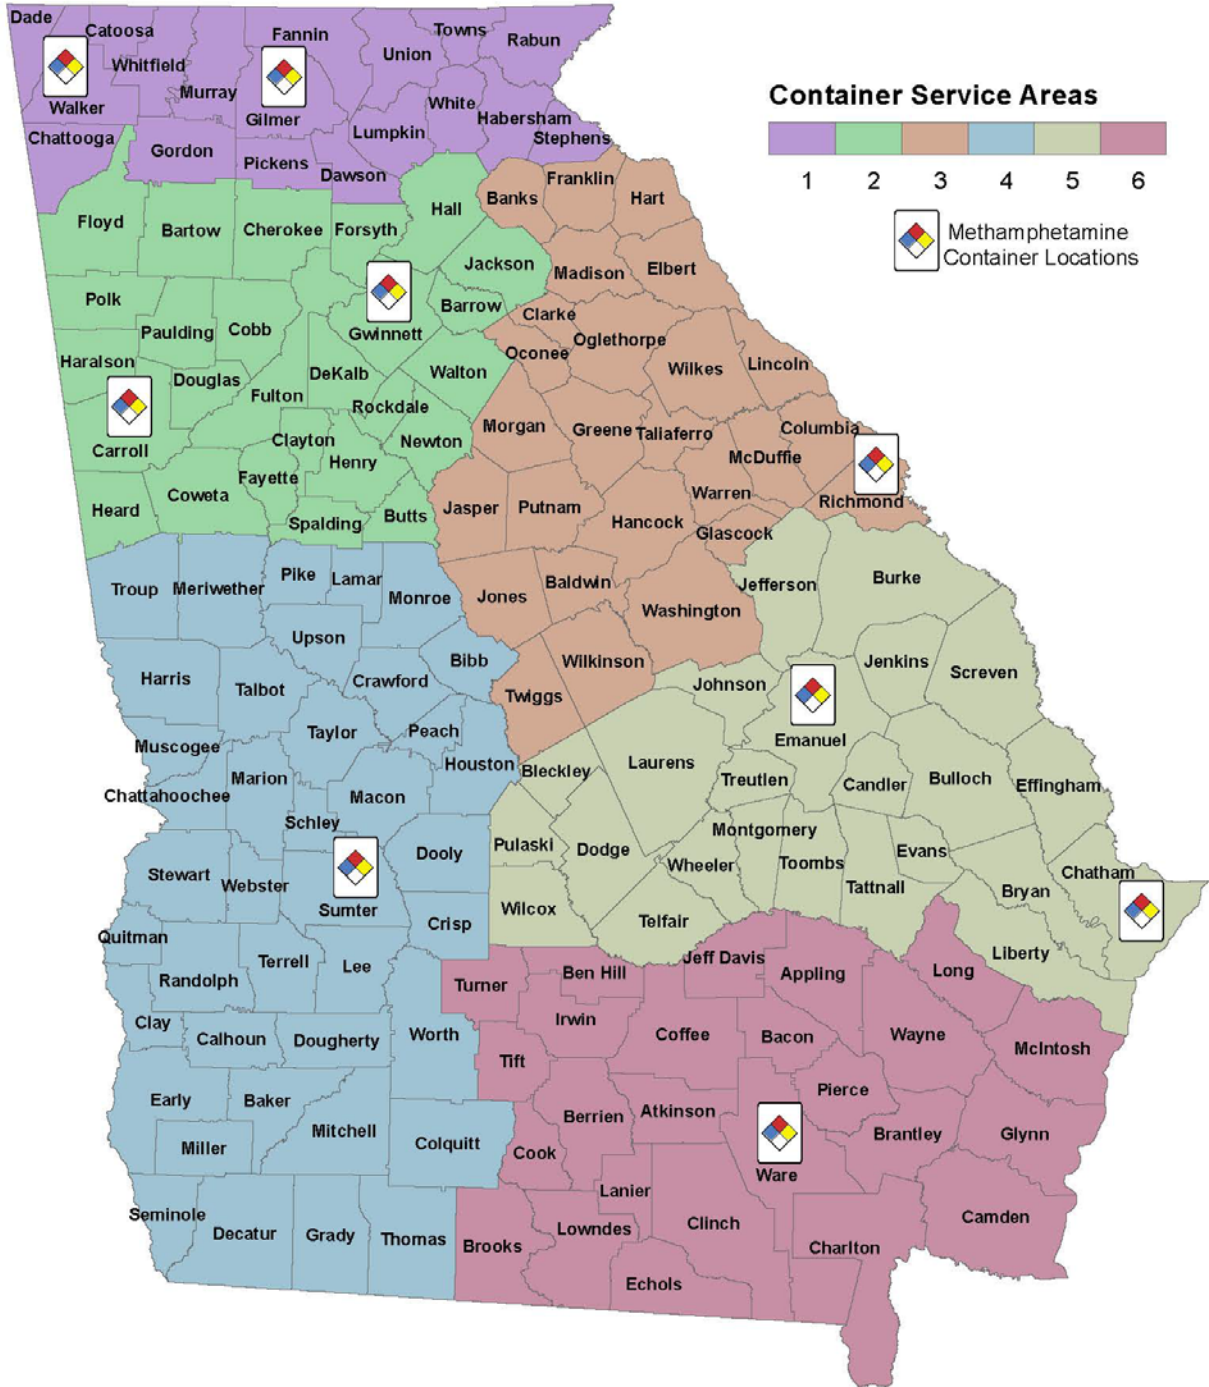 Dade
Catoosa
Fannin
Towns
Union
Rabun
Whitfield
Murray
Walker
Gilmer
White
Habersham
Lumpkin
Stephens
Chattooga
Gordon
Pickens
Dawson
Container Service Areas
1 2 3 4 5 6
Methamphetamine
Container Locations
Banks
Franklin
Hart
Hall
Floyd
Bartow
Cherokee
Forsyth
Jackson
Madison
Elbert
Polk
Barrow
Clarke
Paulding
Cobb
Gwinnett
Oglethorpe
Oconee
Haralson
Douglas
DeKalb
Walton
Wilkes
Lincoln
Fulton
Rockdale
Carroll
Clayton
Newton
Morgan
Greene
Taliaferro
Columbia
Henry
McDuffie
Fayette
Heard
Coweta
Spalding
Butts
Jasper
Putnam
Warren
Richmond
Hancock
Glascock
Troup
Meriwether
Pike
Lamar
Monroe
Jones
Baldwin
Washington
Jefferson
Burke
Upson
Bibb
Wilkinson
Jenkins
Screven
Harris
Talbot
Crawford
Twiggs
Johnson
Taylor
Peach
Emanuel
Muscogee
Houston
Bleckley
Laurens
Treutlen
Candler
Bulloch
Effingham
Marion
Chattahoochee
Macon
Schley
Dooly
Pulaski
Dodge
Montgomery
Wheeler
Toombs
Evans
Tattnall
Chatham
Bryan
Stewart
Webster
Sumter
Crisp
Wilcox
Telfair
Quitman
Terrell
Lee
Liberty
Randolph
Turner
Ben Hill
Jeff Davis
Appling
Long
Clay
Calhoun
Dougherty
Worth
Irwin
Coffee
Bacon
Wayne
McIntosh
Tift
Early
Baker
Mitchell
Miller
Colquitt
Berrien
Atkinson
Pierce
Brantley
Glynn
Cook
Ware
Lanier
Seminole
Decatur
Grady
Thomas
Brooks
Lowndes
Clinch
Charlton
Camden
Echols